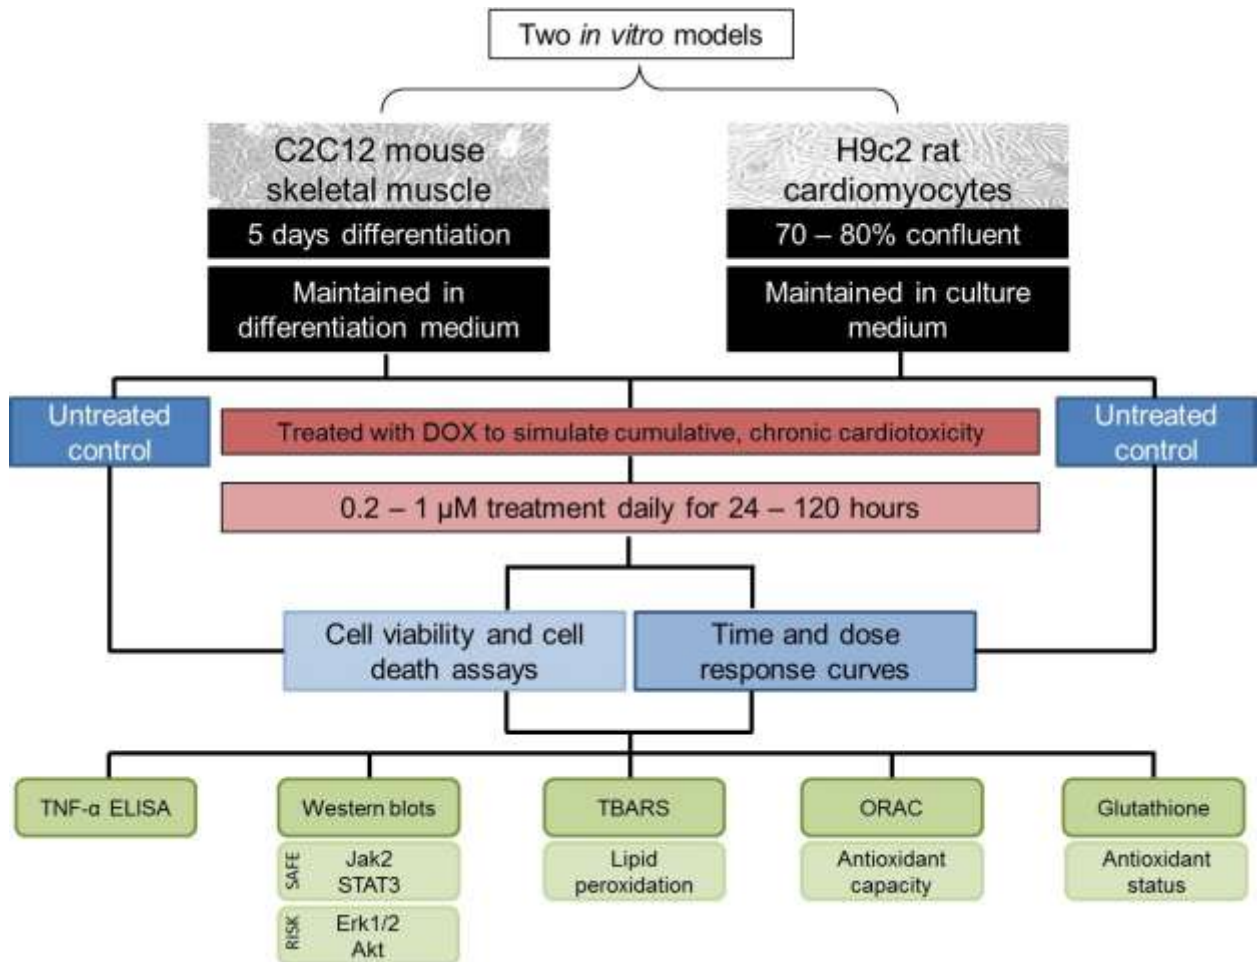 Two in vitro models
C2C12 mouse
skeletal muscle
H9c2 rat
cardiomyocytes
5 days differentiation
70 – 80% confluent
Maintained in
differentiation medium
Maintained in culture
medium
Untreated
control
Treated with DOX to simulate cumulative, chronic cardiotoxicity
Untreated
control
0.2 – 1 µM treatment daily for 24 – 120 hours
Cell viability and cell
death assays
Time and dose
response curves
TNF-α ELISA
Western blots
TBARS
ORAC
Glutathione
SAFE
Jak2
STAT3
Lipid
peroxidation
Antioxidant
capacity
Antioxidant
status
RISK
Erk1/2
Akt